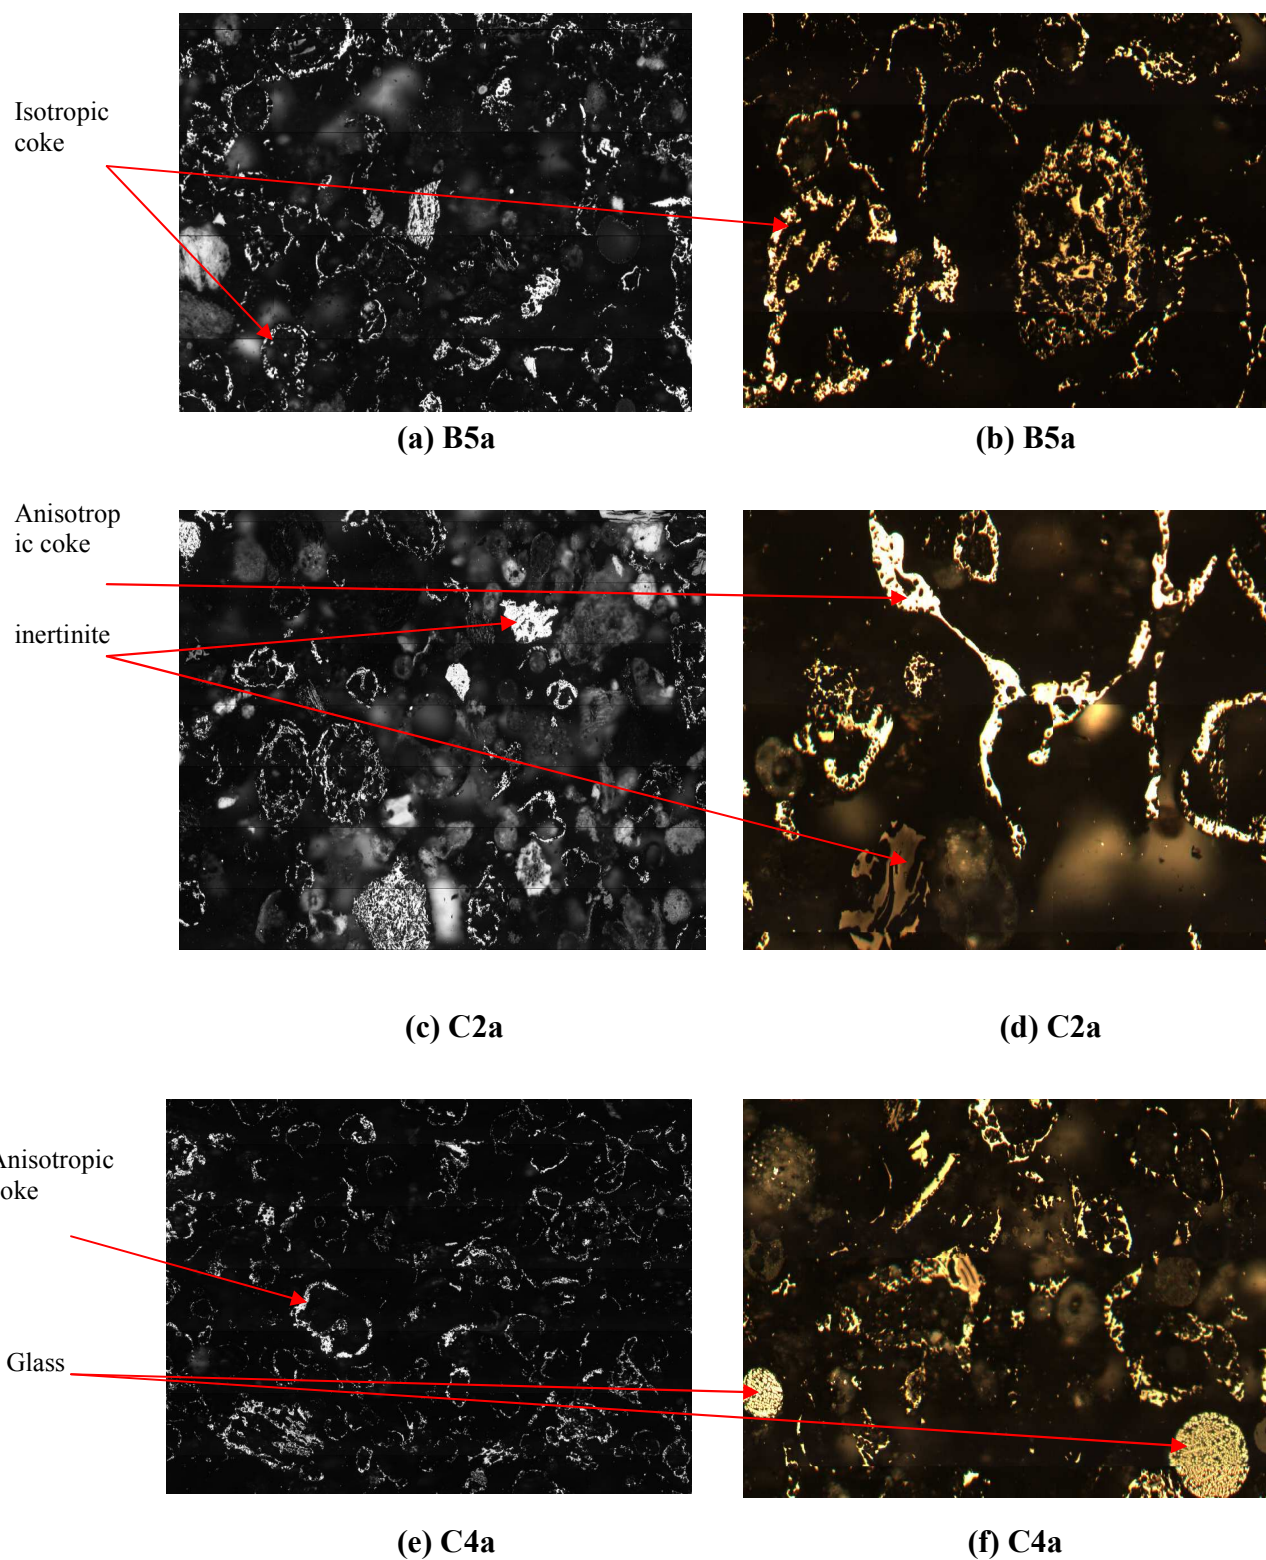 Isotropic
coke
(a) B5a
(b) B5a
Anisotrop
ic coke
inertinite
(c) C2a
(d) C2a
Anisotropic
oke
Glass
(e) C4a
(f) C4a